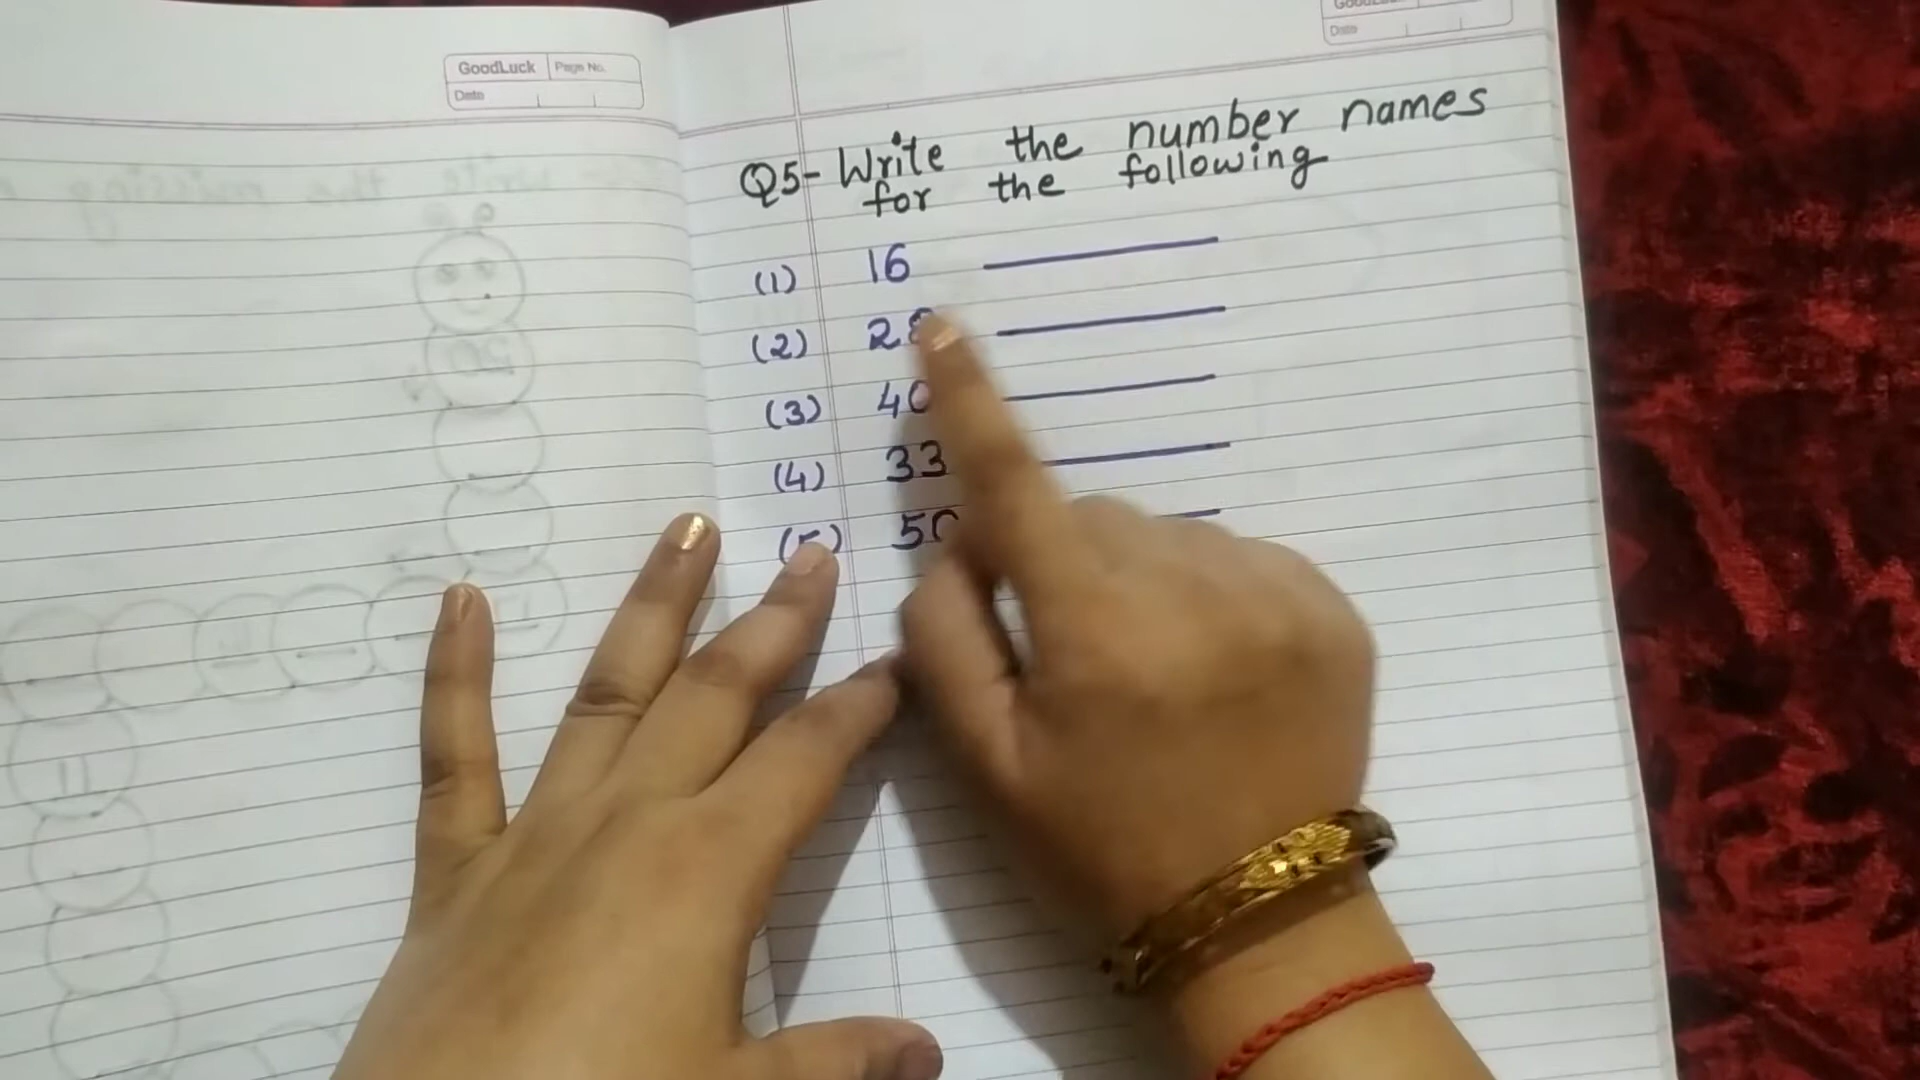 GoodLuck Page No.
Date
Date
Q5- Write the number names
for the following
(1) 16
(2) 28
(3) 40
(4) 33
(5) 50